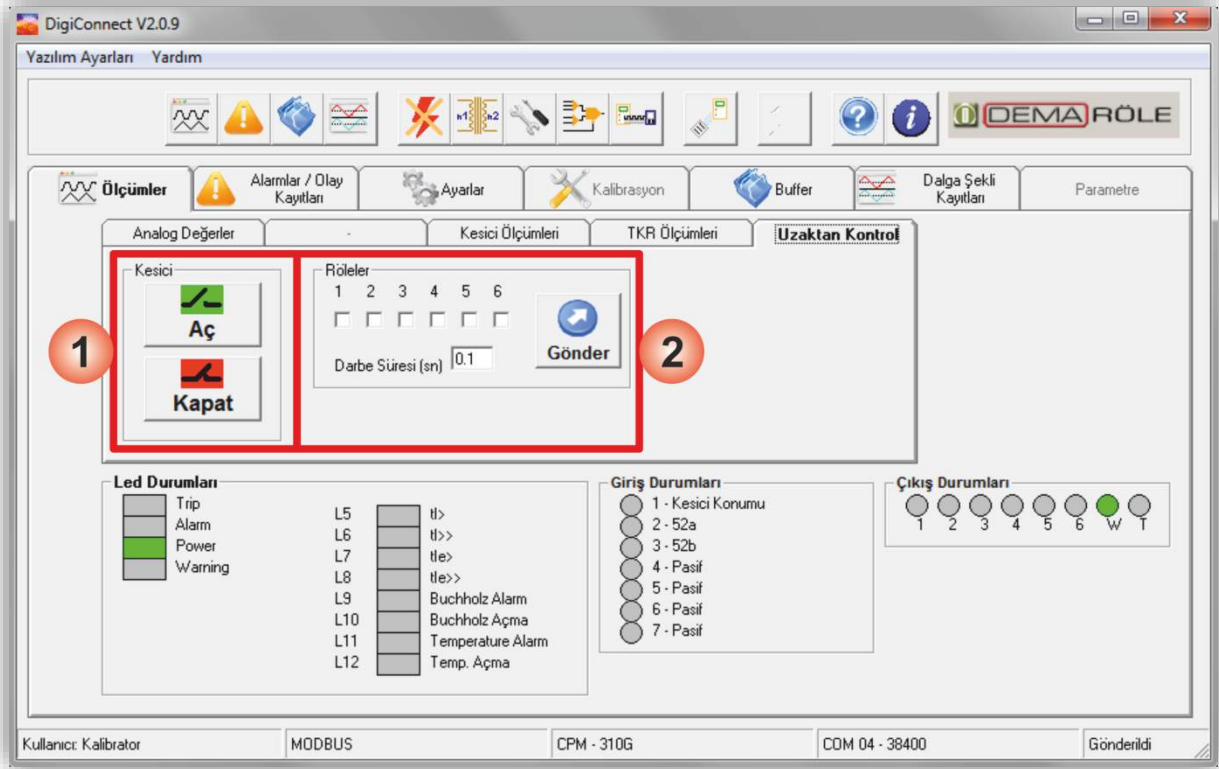 DigiConnect V2.0.9
Yazılım Ayarları Yardım
n1 n2
DEMA RÖLE
Ölçümler
Alarmlar / Olay
Kayıtları
Ayarlar
Kalibrasyon
Buffer
Dalga Şekli
Kayıtları
Parametre
Analog Değerler
-
Kesici Ölçümleri
TKR Ölçümleri
Uzaktan Kontrol
Kesici
Aç
Kapat
1
Röleler
1 2 3 4 5 6
Darbe Süresi (sn) 0.1
Gönder
2
Led Durumları
Trip
Alarm
Power
Warning
L5 tI>
L6 tI>>
L7 tIe>
L8 tIe>>
L9 Buchholz Alarm
L10 Buchholz Açma
L11 Temperature Alarm
L12 Temp. Açma
Giriş Durumları
1 - Kesici Konumu
2 - 52a
3 - 52b
4 - Pasif
5 - Pasif
6 - Pasif
7 - Pasif
Çıkış Durumları
1 2 3 4 5 6 W T
Kullanıcı: Kalibrator MODBUS CPM - 310G COM 04 - 38400 Gönderildi